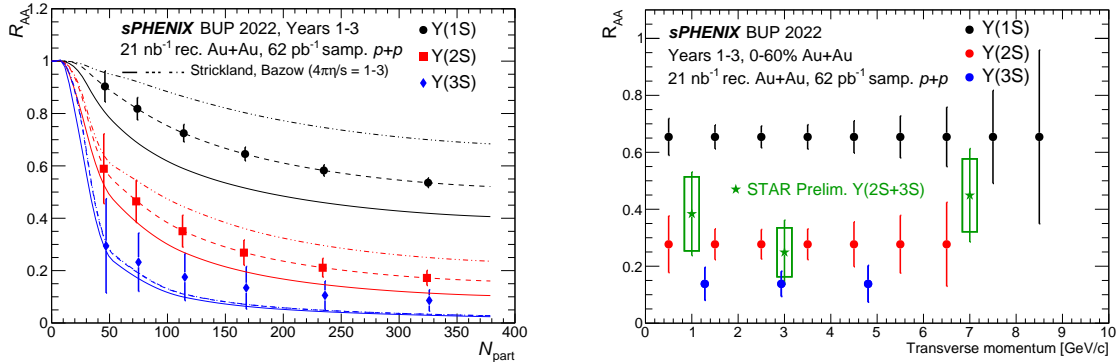 R_AA
sPHENIX BUP 2022, Years 1-3
21 nb⁻¹ rec. Au+Au, 62 pb⁻¹ samp. p+p
Strickland, Bazow (4πη/s = 1-3)
Υ(1S)
Υ(2S)
Υ(3S)
1
0.8
0.6
0.4
0.2
0
0 50 100 150 200 250 300 350 400
N_part
R_AA
sPHENIX BUP 2022
Years 1-3, 0-60% Au+Au
21 nb⁻¹ rec. Au+Au, 62 pb⁻¹ samp. p+p
Υ(1S)
Υ(2S)
Υ(3S)
STAR Prelim. Υ(2S+3S)
1
0.8
0.6
0.4
0.2
0
0 1 2 3 4 5 6 7 8 9 10
Transverse momentum [GeV/c]